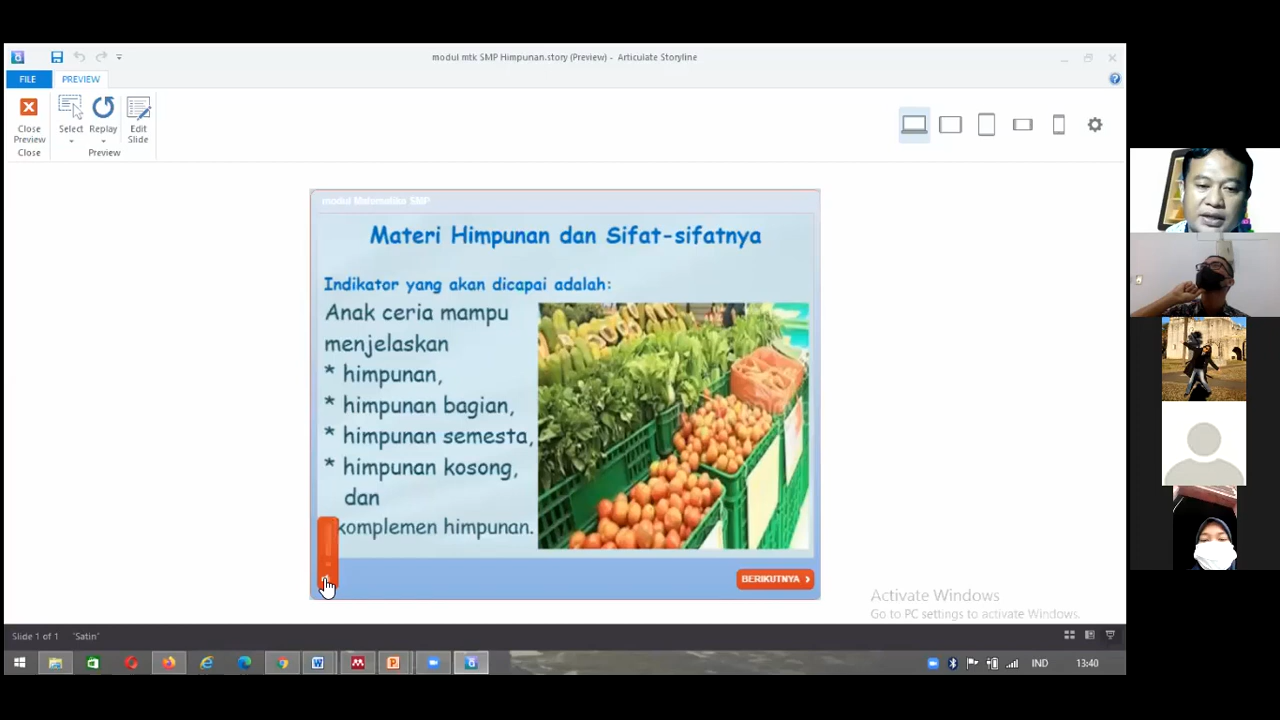 modul mtk SMP Himpunan.story (Preview) - Articulate Storyline
FILE
PREVIEW
Close Preview
Select
Replay
Edit Slide
Close
Preview
modul Matematika SMP
Materi Himpunan dan Sifat-sifatnya
Indikator yang akan dicapai adalah:
Anak ceria mampu
menjelaskan
* himpunan,
* himpunan bagian,
* himpunan semesta,
* himpunan kosong,
dan
komplemen himpunan.
BERIKUTNYA
Activate Windows
Go to PC settings to activate Windows.
Slide 1 of 1
"Satin"
IND
13:40